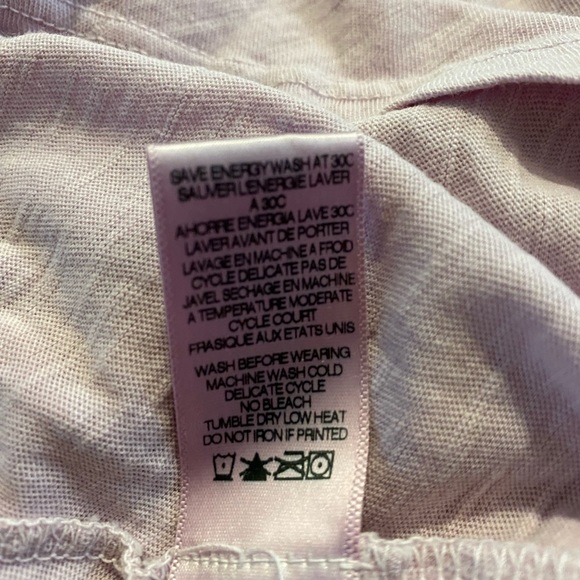 SAVE ENERGY WASH AT 30C
SAUVER L'ENERGIE LAVER
A 30C
AHORRE ENERGIA LAVE 30C
LAVER AVANT DE PORTER
LAVAGE EN MACHINE A FROID
CYCLE DELICATE PAS DE
JAVEL SECHAGE EN MACHINE
A TEMPERATURE MODERATE
CYCLE COURT
FRASIQUE AUX ETATS UNIS
WASH BEFORE WEARING
MACHINE WASH COLD
DELICATE CYCLE
NO BLEACH
TUMBLE DRY LOW HEAT
DO NOT IRON IF PRINTED